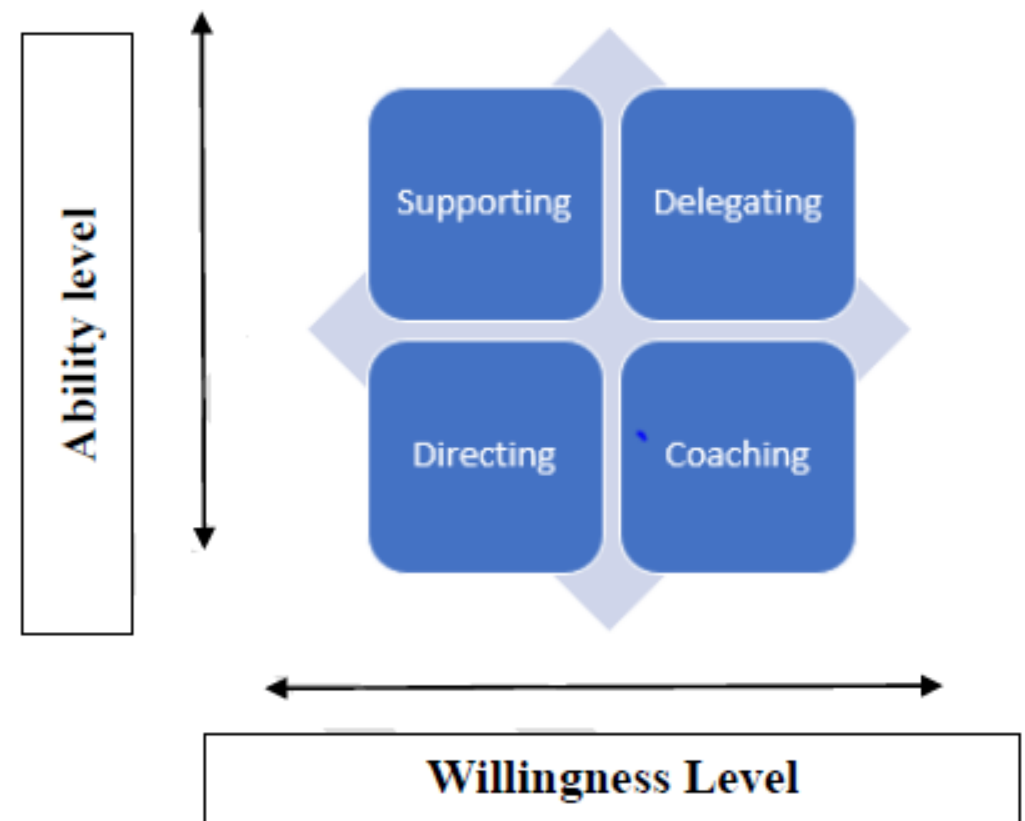 Ability level
Supporting
Delegating
Directing
Coaching
Willingness Level